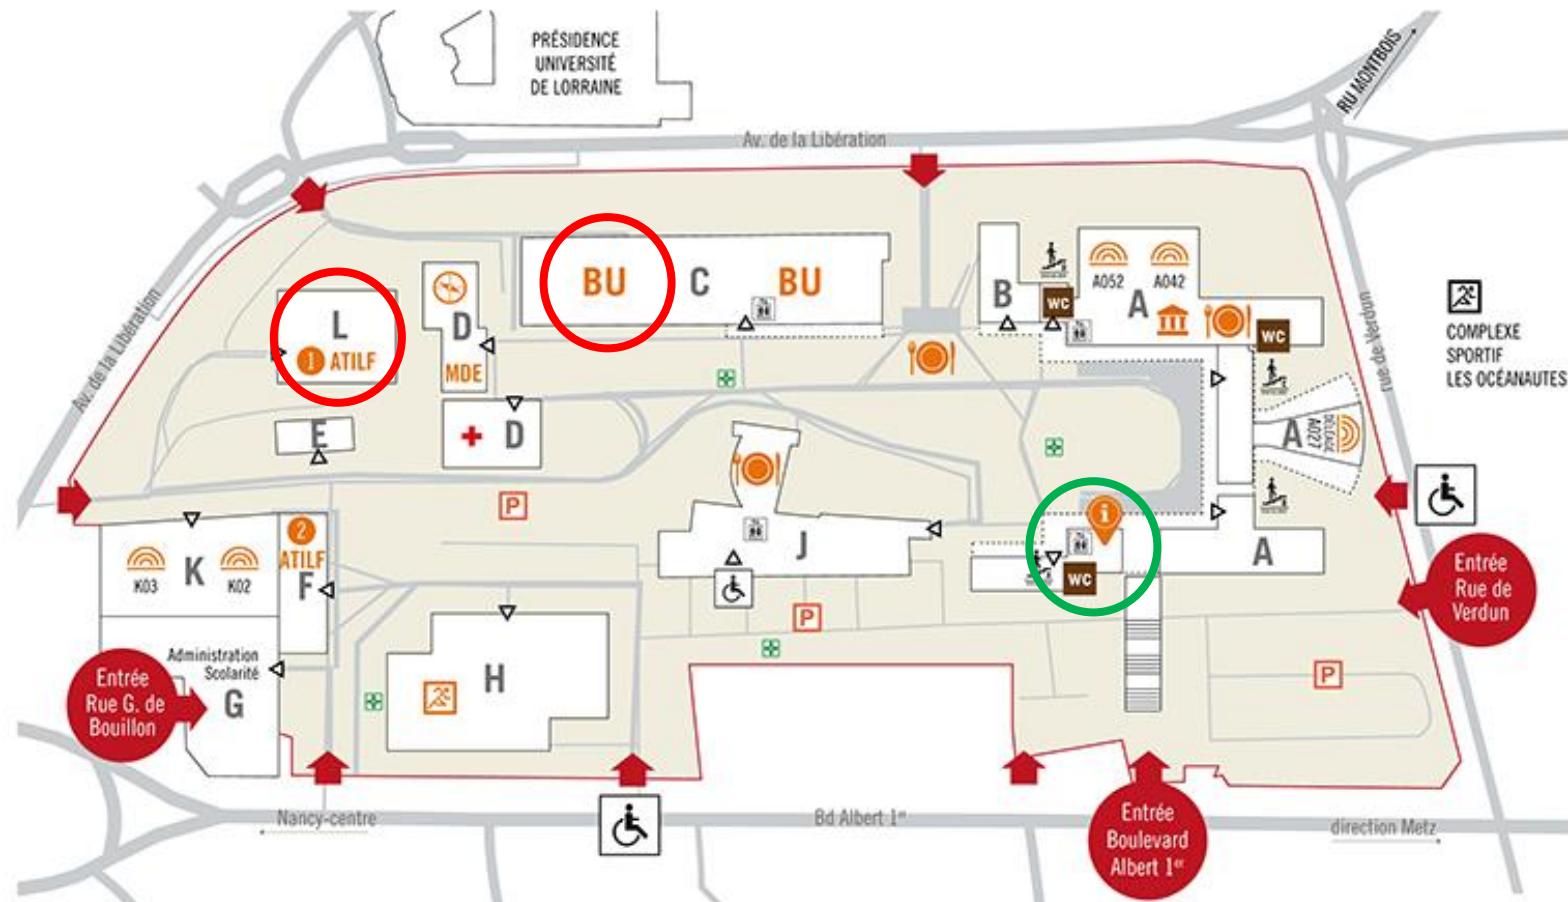 PRÉSIDENCE
UNIVERSITÉ
DE LORRAINE
RU MONTBOIS
Av. de la Libération
Av. de la Libération
rue de Verdun
BU
C
BU
L
1 ATILF
D
MDE
E
D
B
WC
A052
A042
A
WC
A
A027
COMPLEXE
SPORTIF
LES OCÉANAUTES
P
J
i
WC
A
K03
K
K02
2
ATILF
F
Entrée
Rue de
Verdun
P
Administration
Scolarité
G
Entrée
Rue G. de
Bouillon
H
P
Nancy-centre
Bd Albert 1er
Entrée
Boulevard
Albert 1er
direction Metz